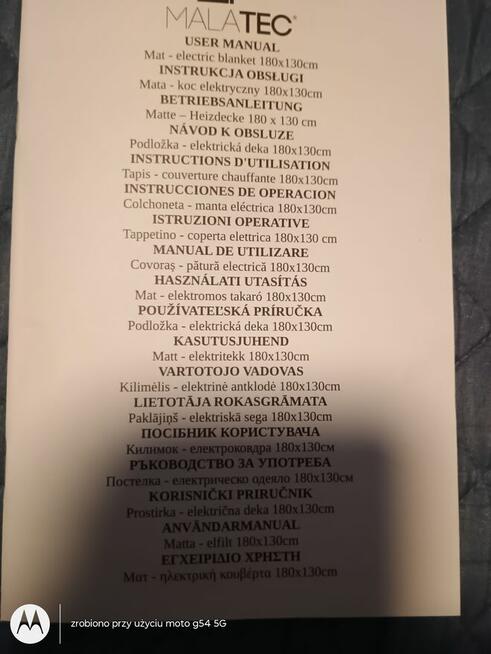 MALATEC®
USER MANUAL
Mat - electric blanket 180x130cm
INSTRUKCJA OBSŁUGI
Mata - koc elektryczny 180x130cm
BETRIEBSANLEITUNG
Matte – Heizdecke 180 x 130 cm
NÁVOD K OBSLUZE
Podložka - elektrická deka 180x130cm
INSTRUCTIONS D'UTILISATION
Tapis - couverture chauffante 180x130cm
INSTRUCCIONES DE OPERACION
Colchoneta - manta eléctrica 180x130cm
ISTRUZIONI OPERATIVE
Tappetino - coperta elettrica 180x130 cm
MANUAL DE UTILIZARE
Covoraş - pătură electrică 180x130cm
HASZNÁLATI UTASÍTÁS
Mat - elektromos takaró 180x130cm
POUŽÍVATEĽSKÁ PRÍRUČKA
Podložka - elektrická deka 180x130cm
KASUTUSJUHEND
Matt - elektritekk 180x130cm
VARTOTOJO VADOVAS
Kilimėlis - elektrinė antklodė 180x130cm
LIETOTĀJA ROKASGRĀMATA
Paklājiņš - elektriskā sega 180x130cm
ПОСІБНИК КОРИСТУВАЧА
Килимок - електроковдра 180x130см
РЪКОВОДСТВО ЗА УПОТРЕБА
Постелка - електрическо одеяло 180x130см
KORISNIČKI PRIRUČNIK
Prostirka - električna deka 180x130cm
ANVÄNDARMANUAL
Matta - elfilt 180x130cm
ΕΓΧΕΙΡΙΔΙΟ ΧΡΗΣΤΗ
Ματ - ηλεκτρική κουβέρτα 180x130cm
zrobiono przy użyciu moto g54 5G